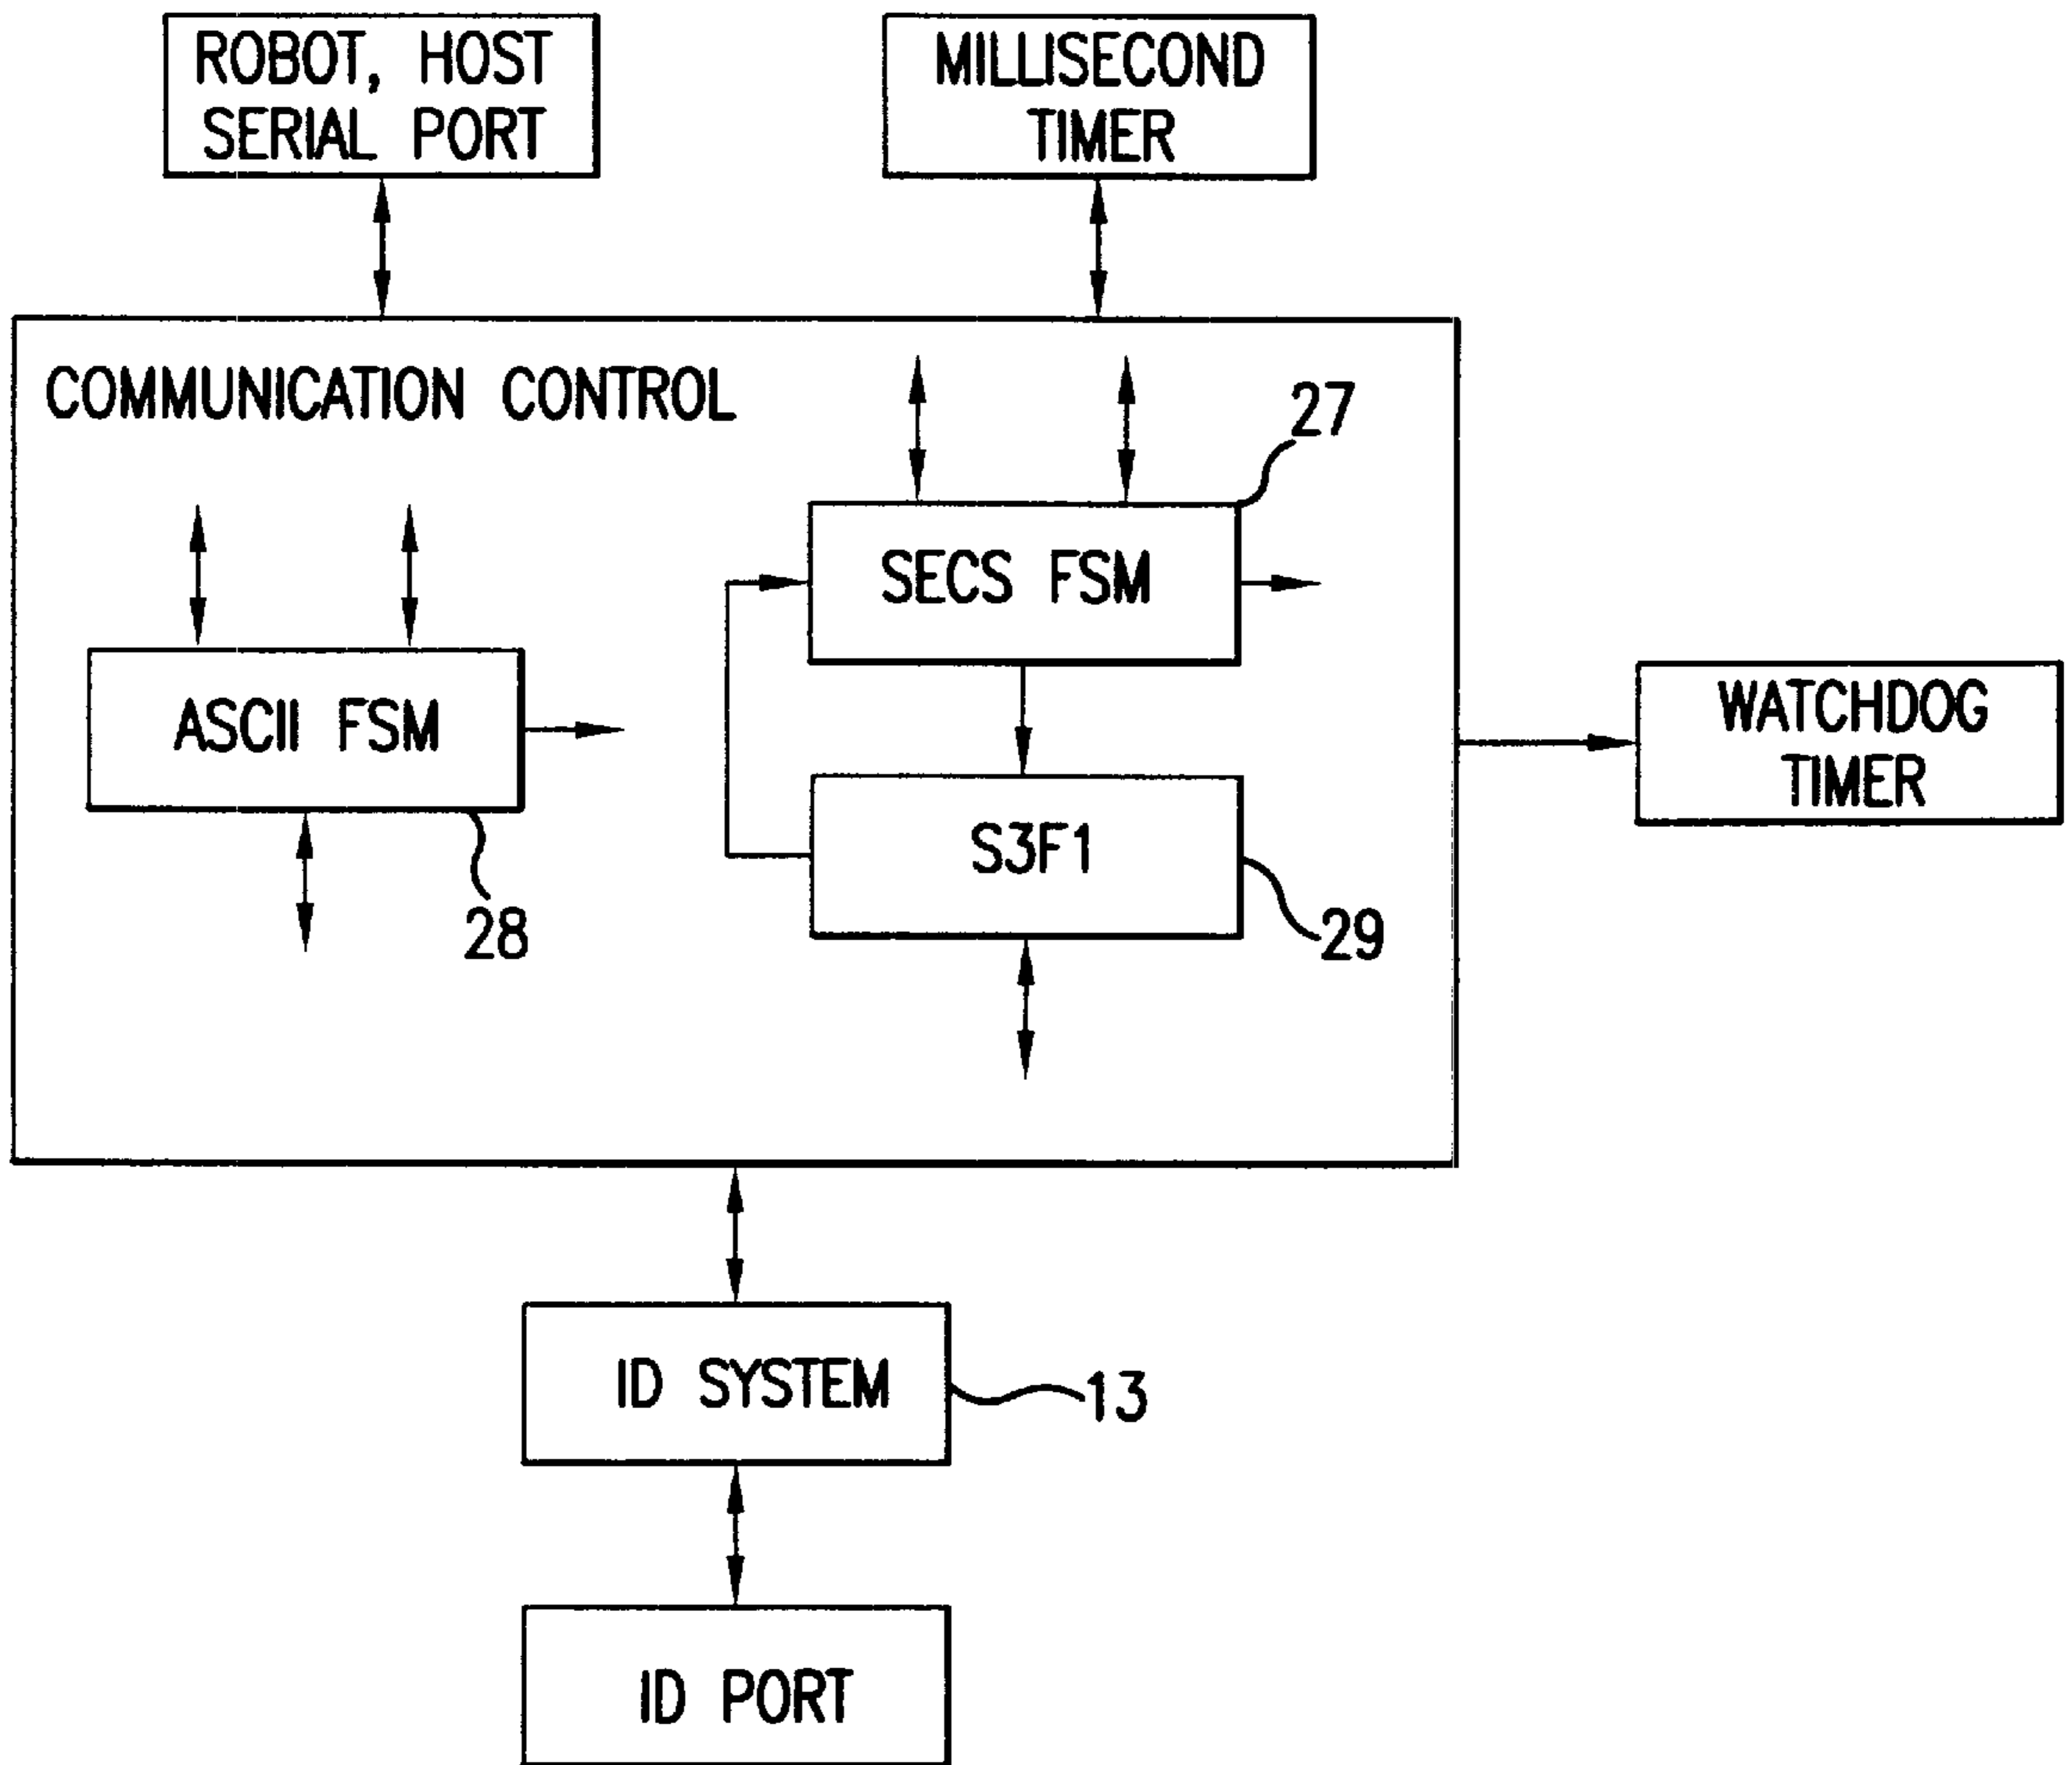 ROBOT, HOST
SERIAL PORT
MILLISECOND
TIMER
COMMUNICATION CONTROL
27
SECS FSM
ASCII FSM
WATCHDOG
TIMER
S3F1
28
29
ID SYSTEM
13
ID PORT